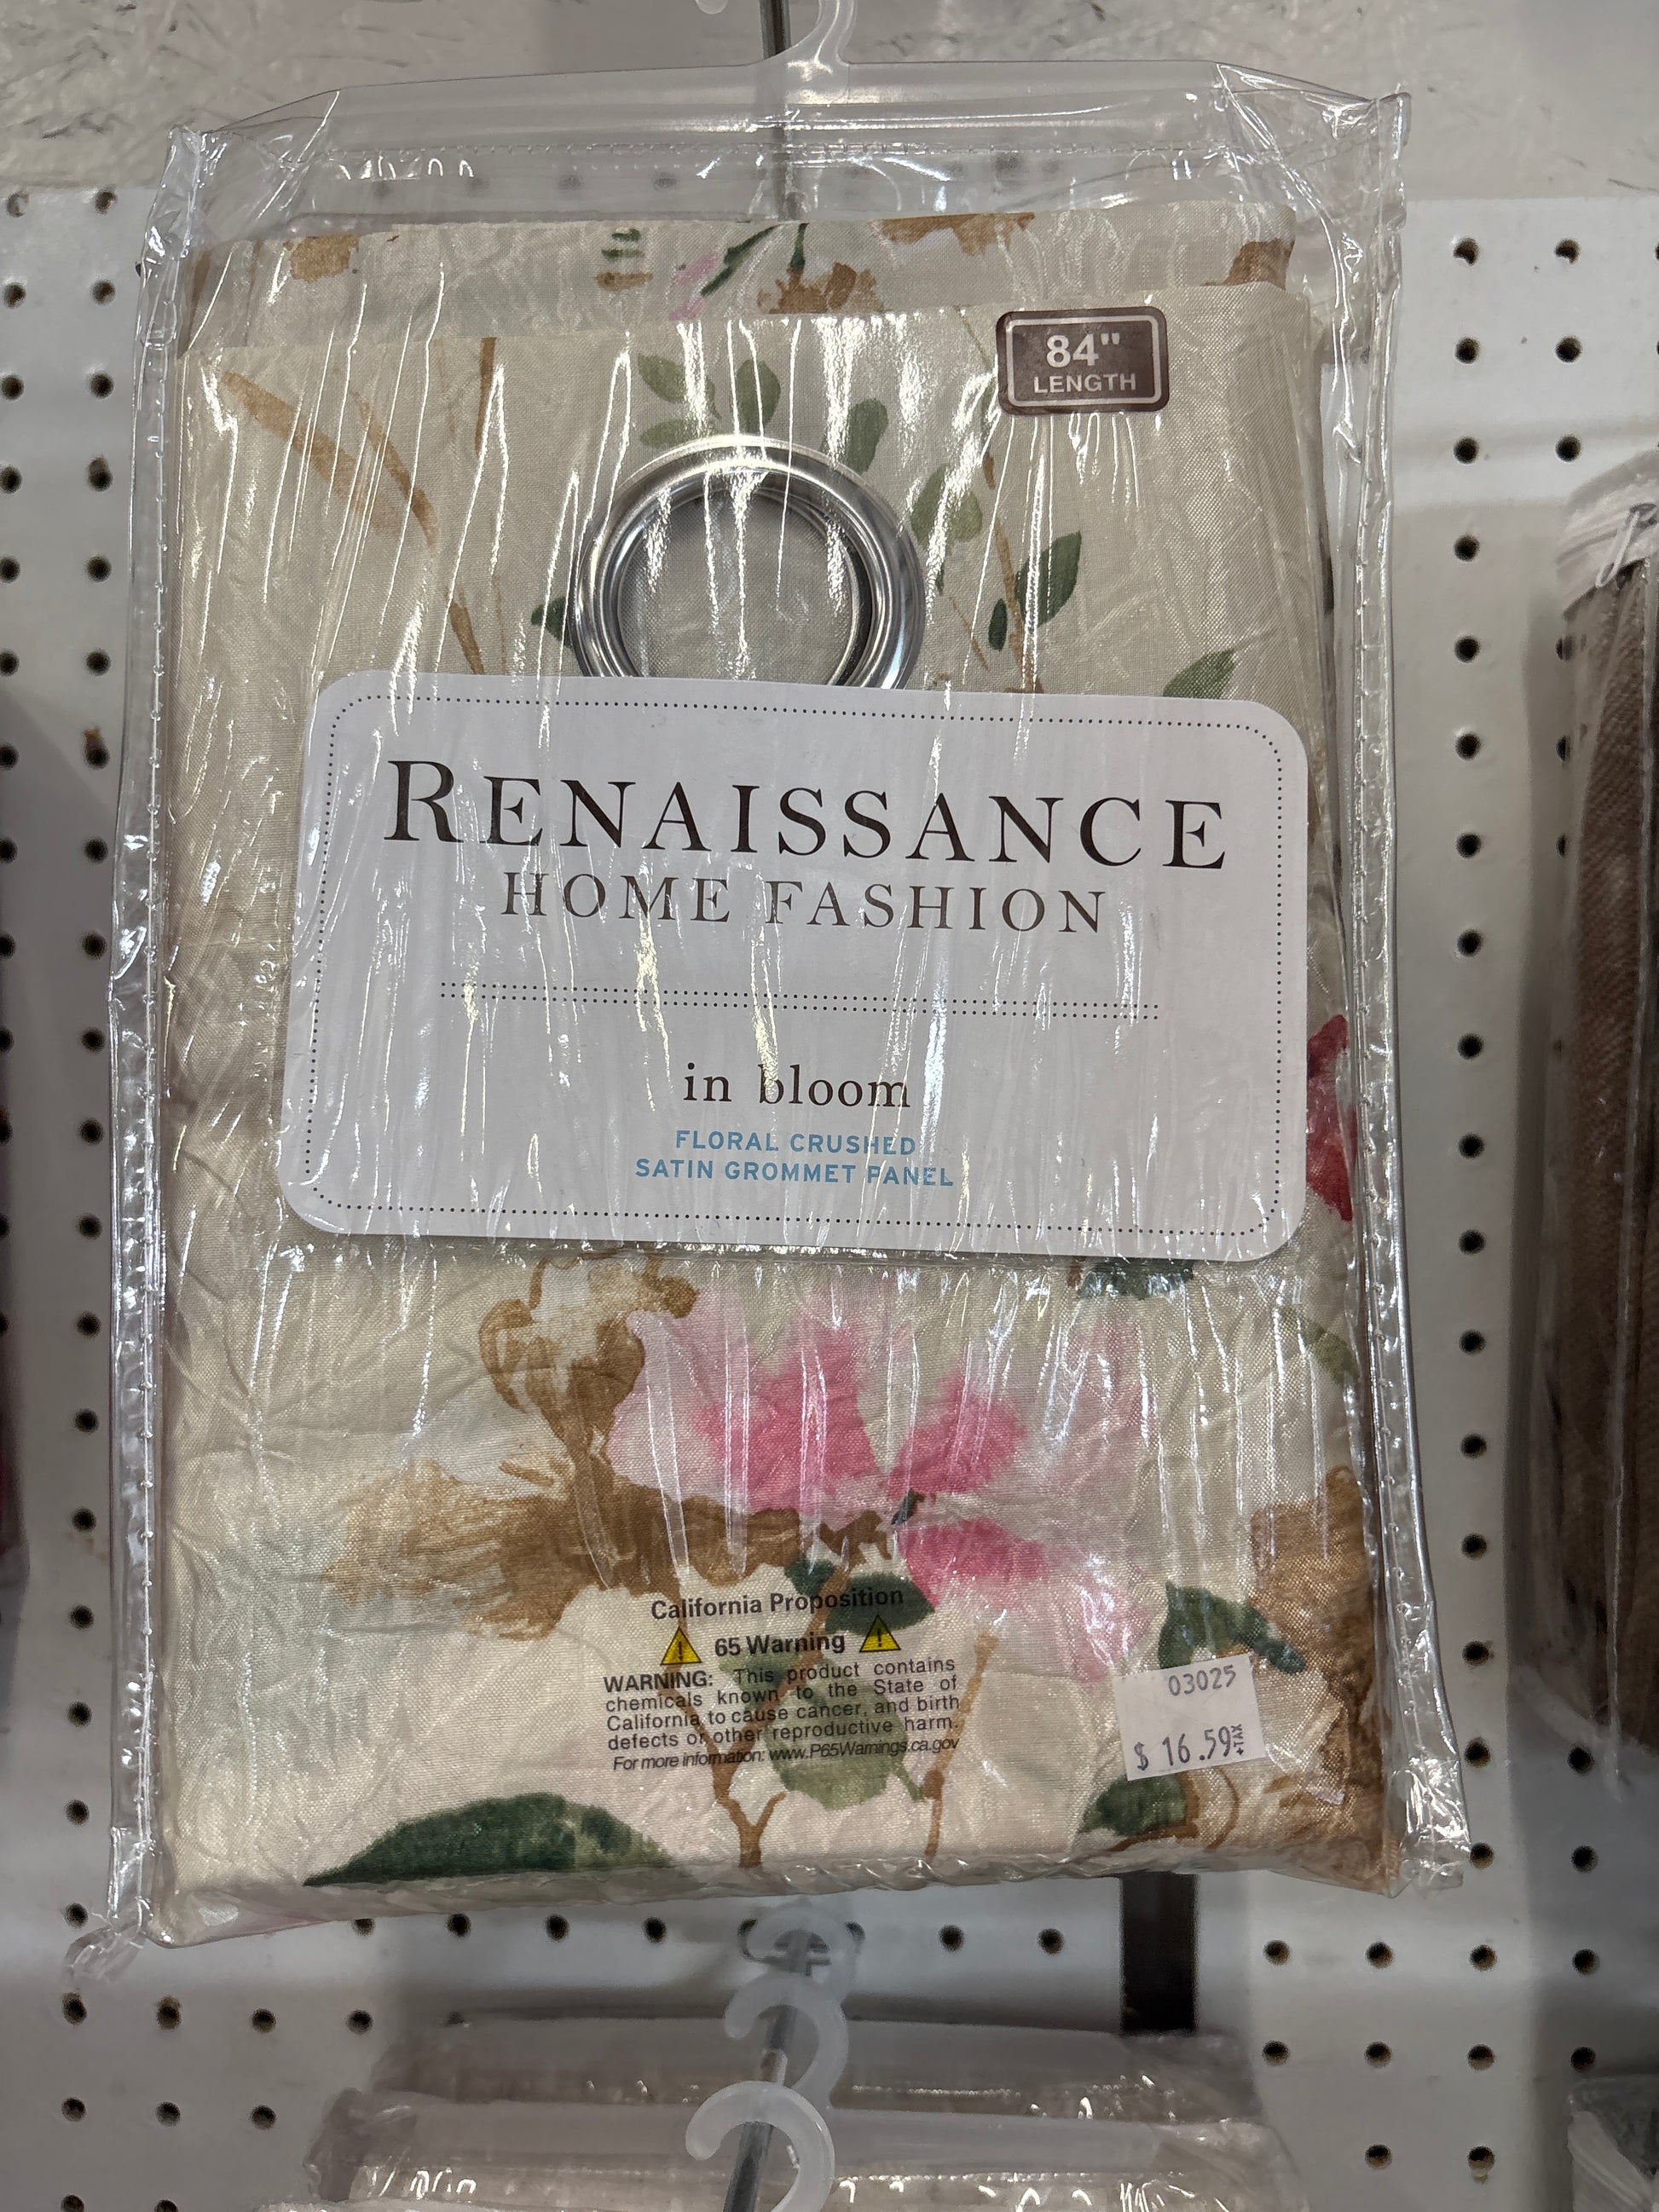 84"
LENGTH
RENAISSANCE
HOME FASHION
in bloom
FLORAL CRUSHED
SATIN GROMMET PANEL
California Proposition
65 Warning
WARNING: This product contains
chemicals known to the State of
California to cause cancer, and birth
defects or other reproductive harm.
For more information: www.P65Warnings.ca.gov
03025
$ 16.59 +TAX